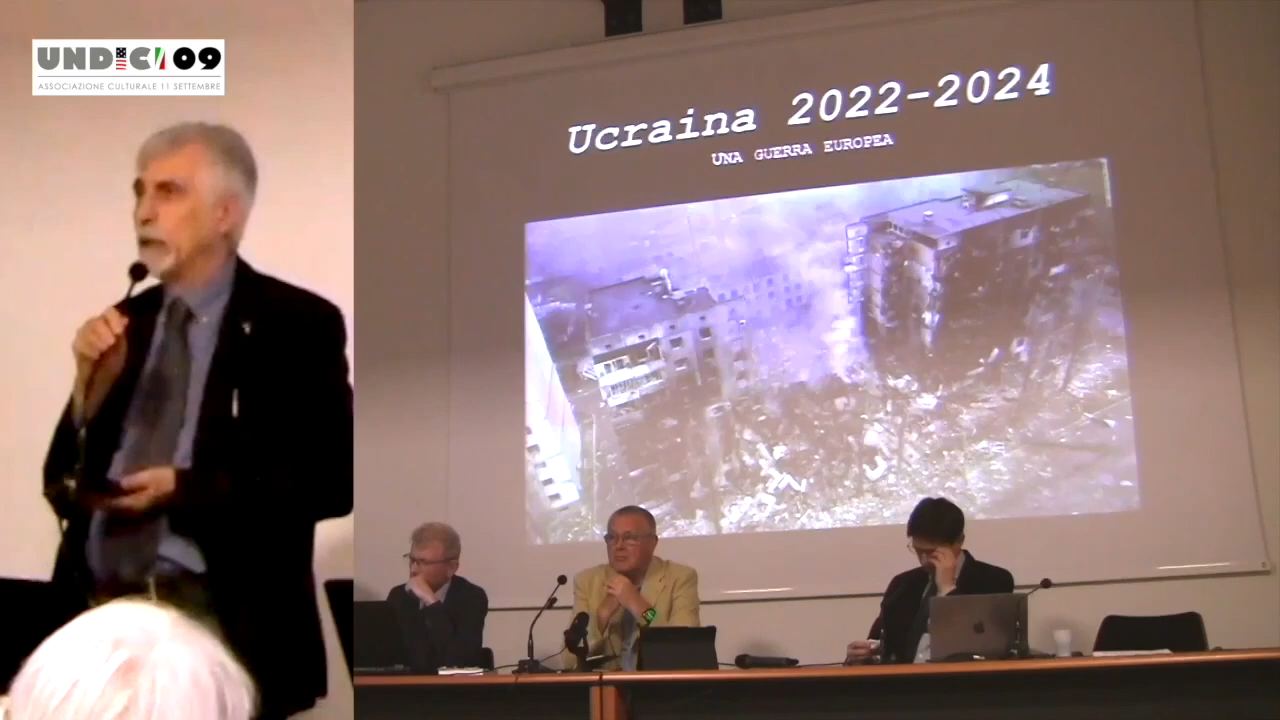 UNDICI09
ASSOCIAZIONE CULTURALE 11 SETTEMBRE
Ucraina 2022-2024
UNA GUERRA EUROPEA